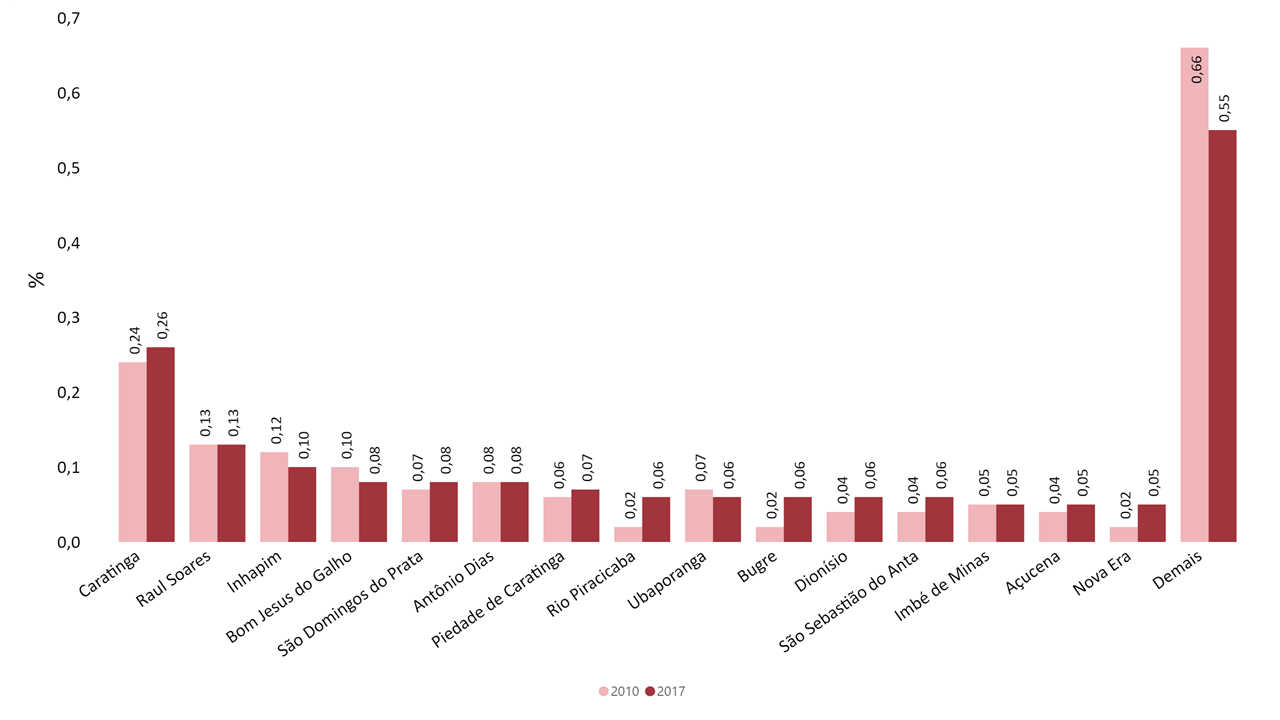 0,7
0,6
0,5
0,4
0,3
0,2
0,1
0,0
%
0,24
0,26
0,13
0,13
0,12
0,10
0,10
0,08
0,07
0,08
0,08
0,08
0,06
0,07
0,02
0,06
0,07
0,06
0,02
0,06
0,04
0,06
0,04
0,06
0,05
0,05
0,04
0,05
0,02
0,05
0,66
0,55
Caratinga
Raul Soares
Inhapim
Bom Jesus do Galho
São Domingos do Prata
Antônio Dias
Piedade de Caratinga
Rio Piracicaba
Ubaporanga
Bugre
Dionísio
São Sebastião do Anta
Imbé de Minas
Açucena
Nova Era
Demais
2010 2017